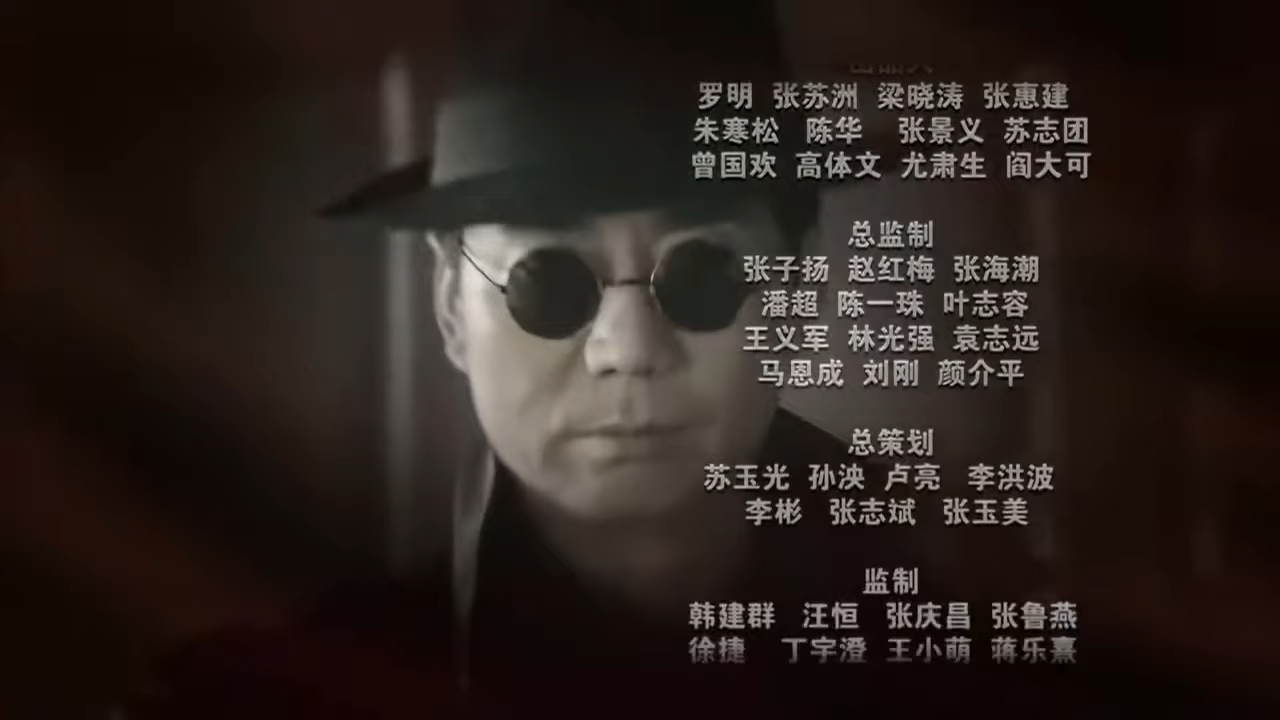 罗明 张苏洲 梁晓涛 张惠建
朱寒松 陈华 张景义 苏志团
曾国欢 高体文 尤肃生 阎大可
总监制
张子扬 赵红梅 张海潮
潘超 陈一珠 叶志容
王义军 林光强 袁志远
马恩成 刘刚 颜介平
总策划
苏玉光 孙泱 卢亮 李洪波
李彬 张志斌 张玉美
监制
韩建群 汪恒 张庆昌 张鲁燕
徐捷 丁宇澄 王小萌 蒋乐熹